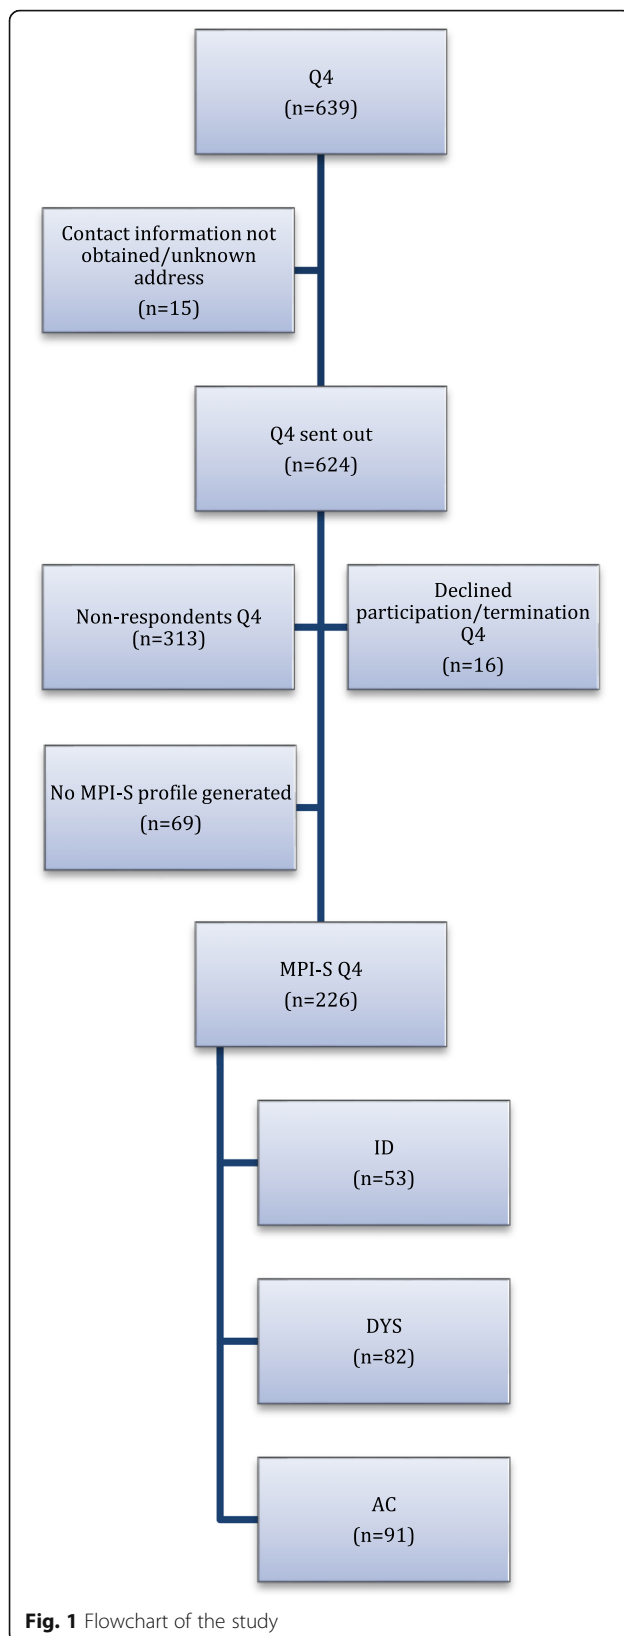 Q4
(n=639)
Contact information not
obtained/unknown
address
(n=15)
Q4 sent out
(n=624)
Non-respondents Q4
(n=313)
Declined
participation/termination
Q4
(n=16)
No MPI-S profile generated
(n=69)
MPI-S Q4
(n=226)
ID
(n=53)
DYS
(n=82)
AC
(n=91)
Fig. 1 Flowchart of the study